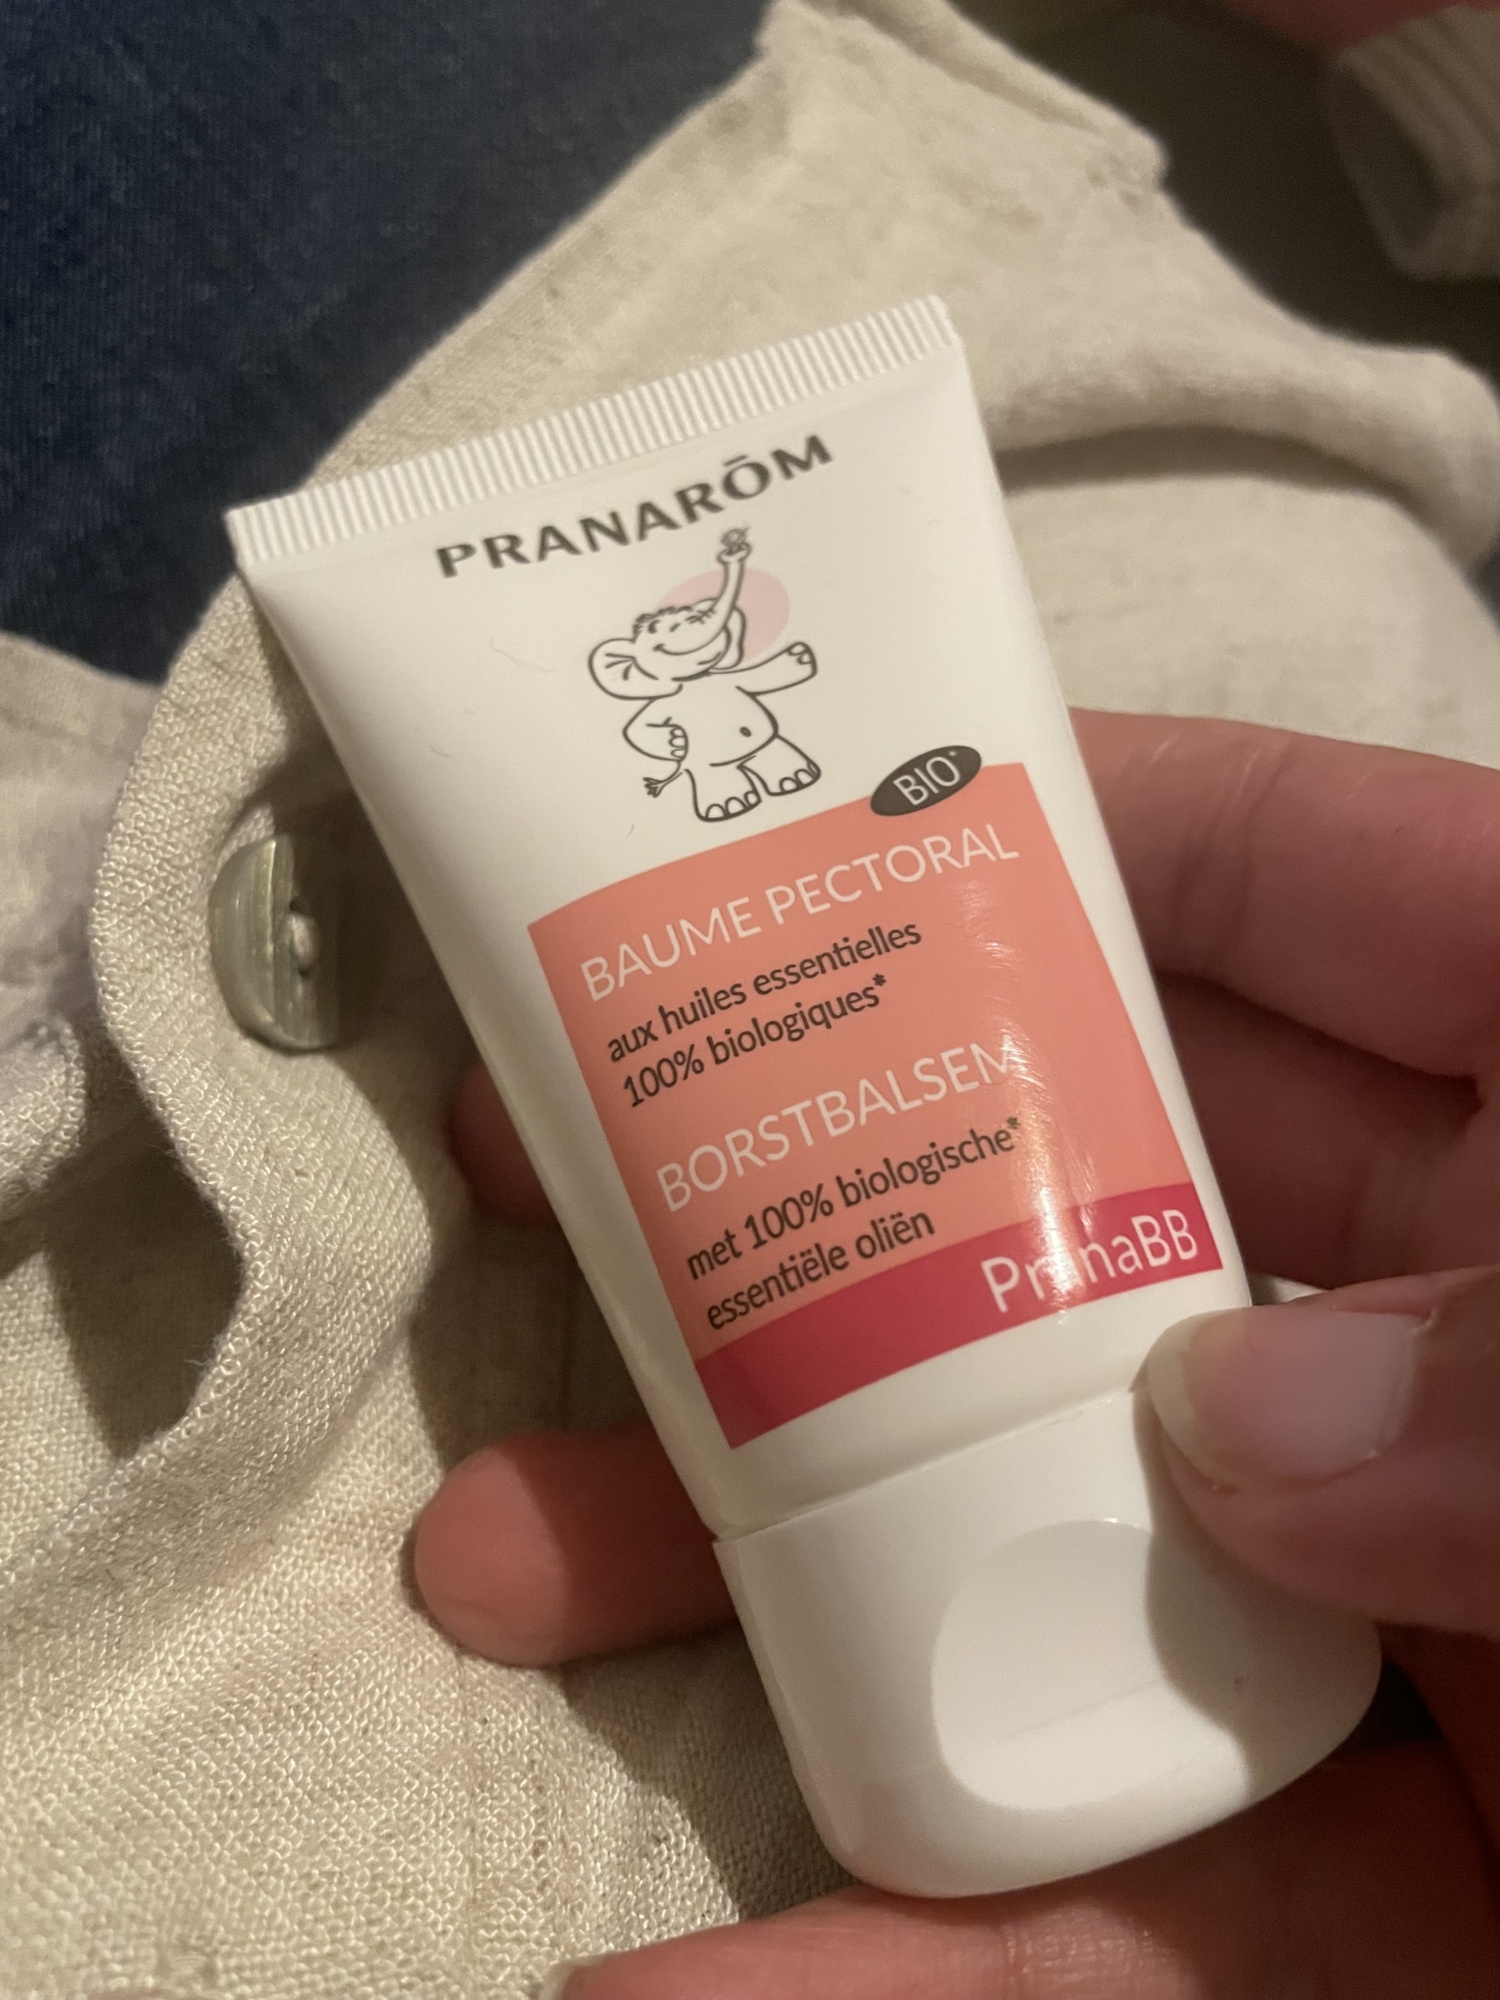 PRANARŌM
BIO*
BAUME PECTORAL
aux huiles essentielles
100% biologiques*
BORSTBALSEM
met 100% biologische*
essentiële oliën
PranaBB